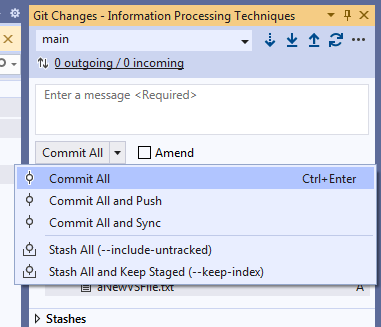 Git Changes - Information Processing Techniques
main
0 outgoing / 0 incoming
Enter a message <Required>
Commit All
Amend
Commit All Ctrl+Enter
Commit All and Push
Commit All and Sync
Stash All (--include-untracked)
Stash All and Keep Staged (--keep-index)
aNewVSFile.txt A
Stashes